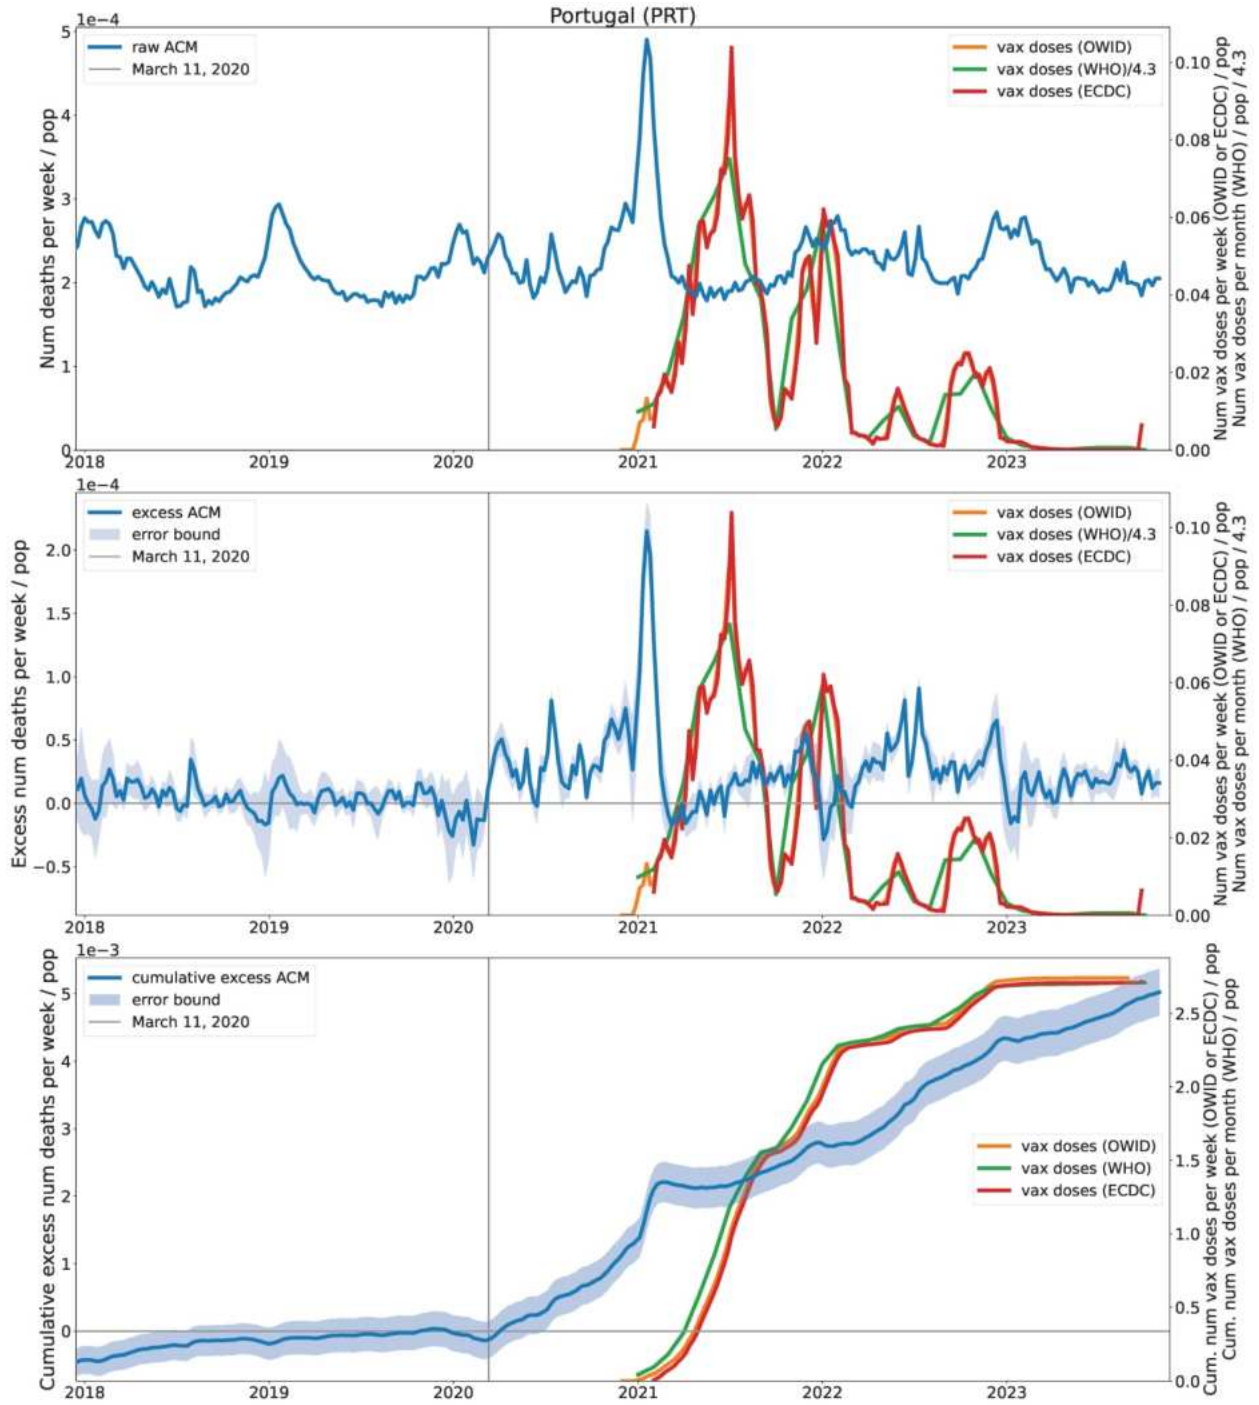 Portugal (PRT)
1e−4
raw ACM
March 11, 2020
vax doses (OWID)
vax doses (WHO)/4.3
vax doses (ECDC)
Num deaths per week / pop
5
4
3
2
1
0
0.10
0.08
0.06
0.04
0.02
0.00
Num vax doses per week (OWID or ECDC) / pop
Num vax doses per month (WHO) / pop / 4.3
2018 2019 2020 2021 2022 2023
1e−4
excess ACM
error bound
March 11, 2020
vax doses (OWID)
vax doses (WHO)/4.3
vax doses (ECDC)
Excess num deaths per week / pop
2.0
1.5
1.0
0.5
0.0
−0.5
0.10
0.08
0.06
0.04
0.02
0.00
Num vax doses per week (OWID or ECDC) / pop
Num vax doses per month (WHO) / pop / 4.3
2018 2019 2020 2021 2022 2023
1e−3
cumulative excess ACM
error bound
March 11, 2020
vax doses (OWID)
vax doses (WHO)
vax doses (ECDC)
Cumulative excess num deaths per week / pop
5
4
3
2
1
0
2.5
2.0
1.5
1.0
0.5
0.0
Cum. num vax doses per week (OWID or ECDC) / pop
Cum. num vax doses per month (WHO) / pop
2018 2019 2020 2021 2022 2023